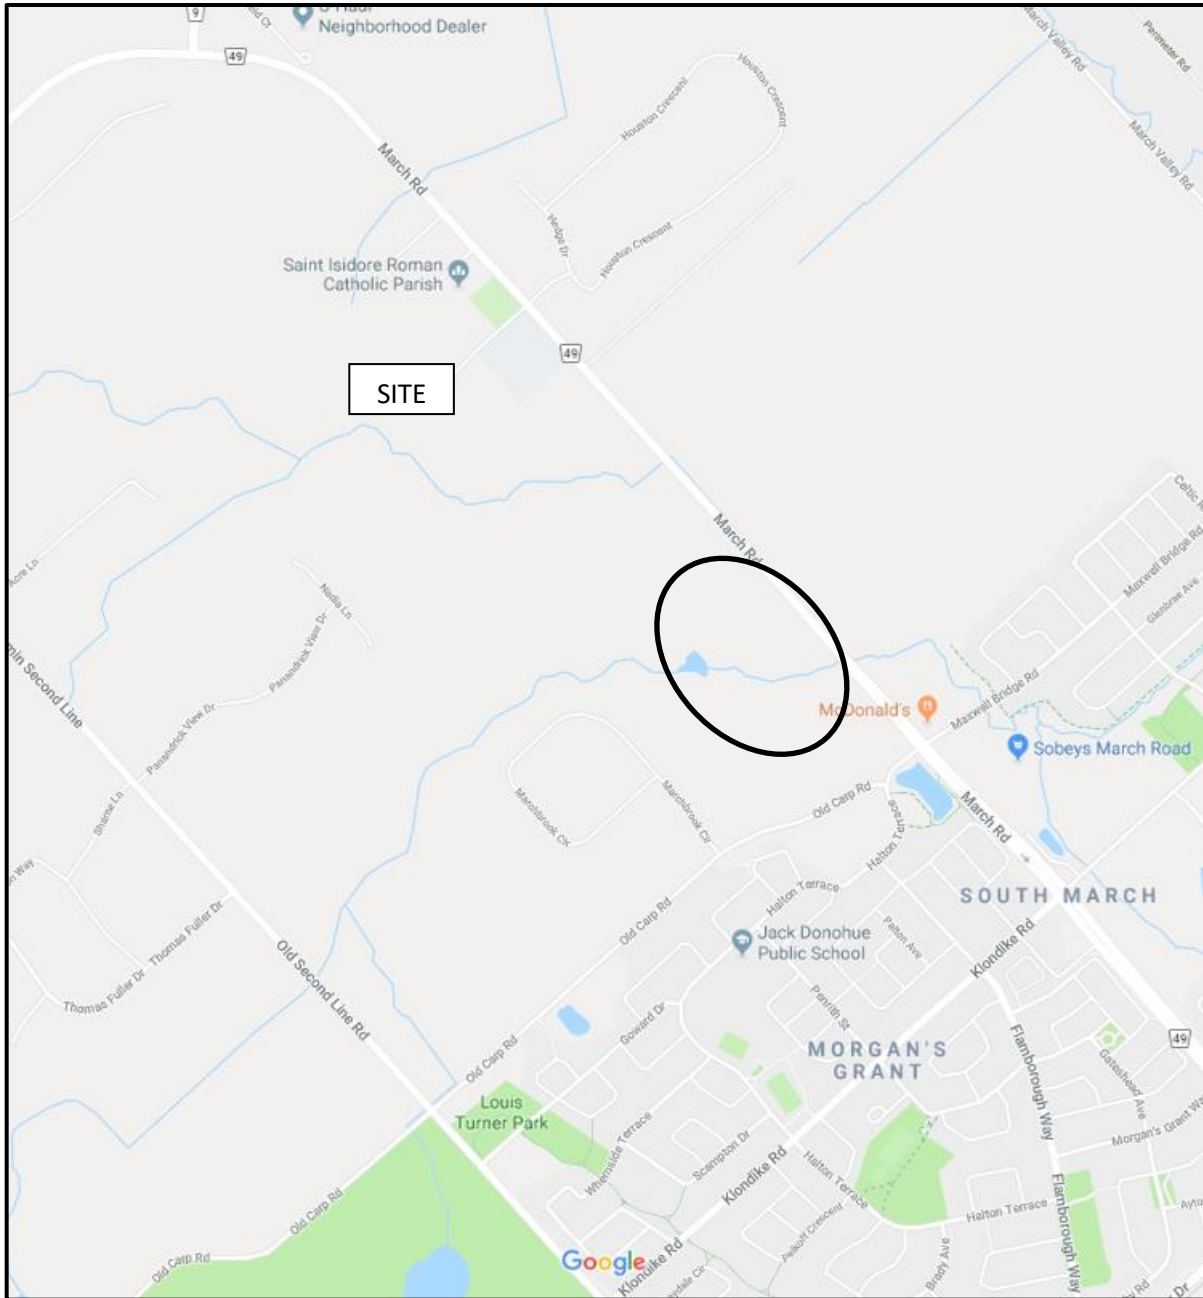 9
Neighborhood Dealer
49
March Valley Rd
Perimeter Rd
Houston Crescent
Houston Crescent
March Valley Rd
March Rd
Hedge Dr
Houston Crescent
Saint Isidore Roman
Catholic Parish
49
SITE
March Rd
Maxwell Bridge Rd
Glenbrae Ave
Acre Ln
Nadia Ln
Panandrick View Dr
Second Line
Panandrick View Dr
McDonald's
Maxwell Bridge Rd
Sobeys March Road
Marchbrook Cir
Marchbrook Cir
Old Carp Rd
Halton Terrace
March Rd
Halton Terrace
SOUTH MARCH
Old Carp Rd
Jack Donohue
Public School
Klondike Rd
Thomas Fuller Dr
Thomas Fuller Dr
Old Second Line Rd
Penrith St
Goward Dr
MORGAN'S
GRANT
Flamborough Way
49
Gateshead Ave
Old Carp Rd
Louis
Turner Park
Morgan's Grant Wa
Whernside Terrace
Scampton Dr
Klondike Rd
Halton Terrace
Flamborough Way
Old Carp Rd
Halton Terrace
Brady Ave
Old Carp Rd
Google
Klondike Rd